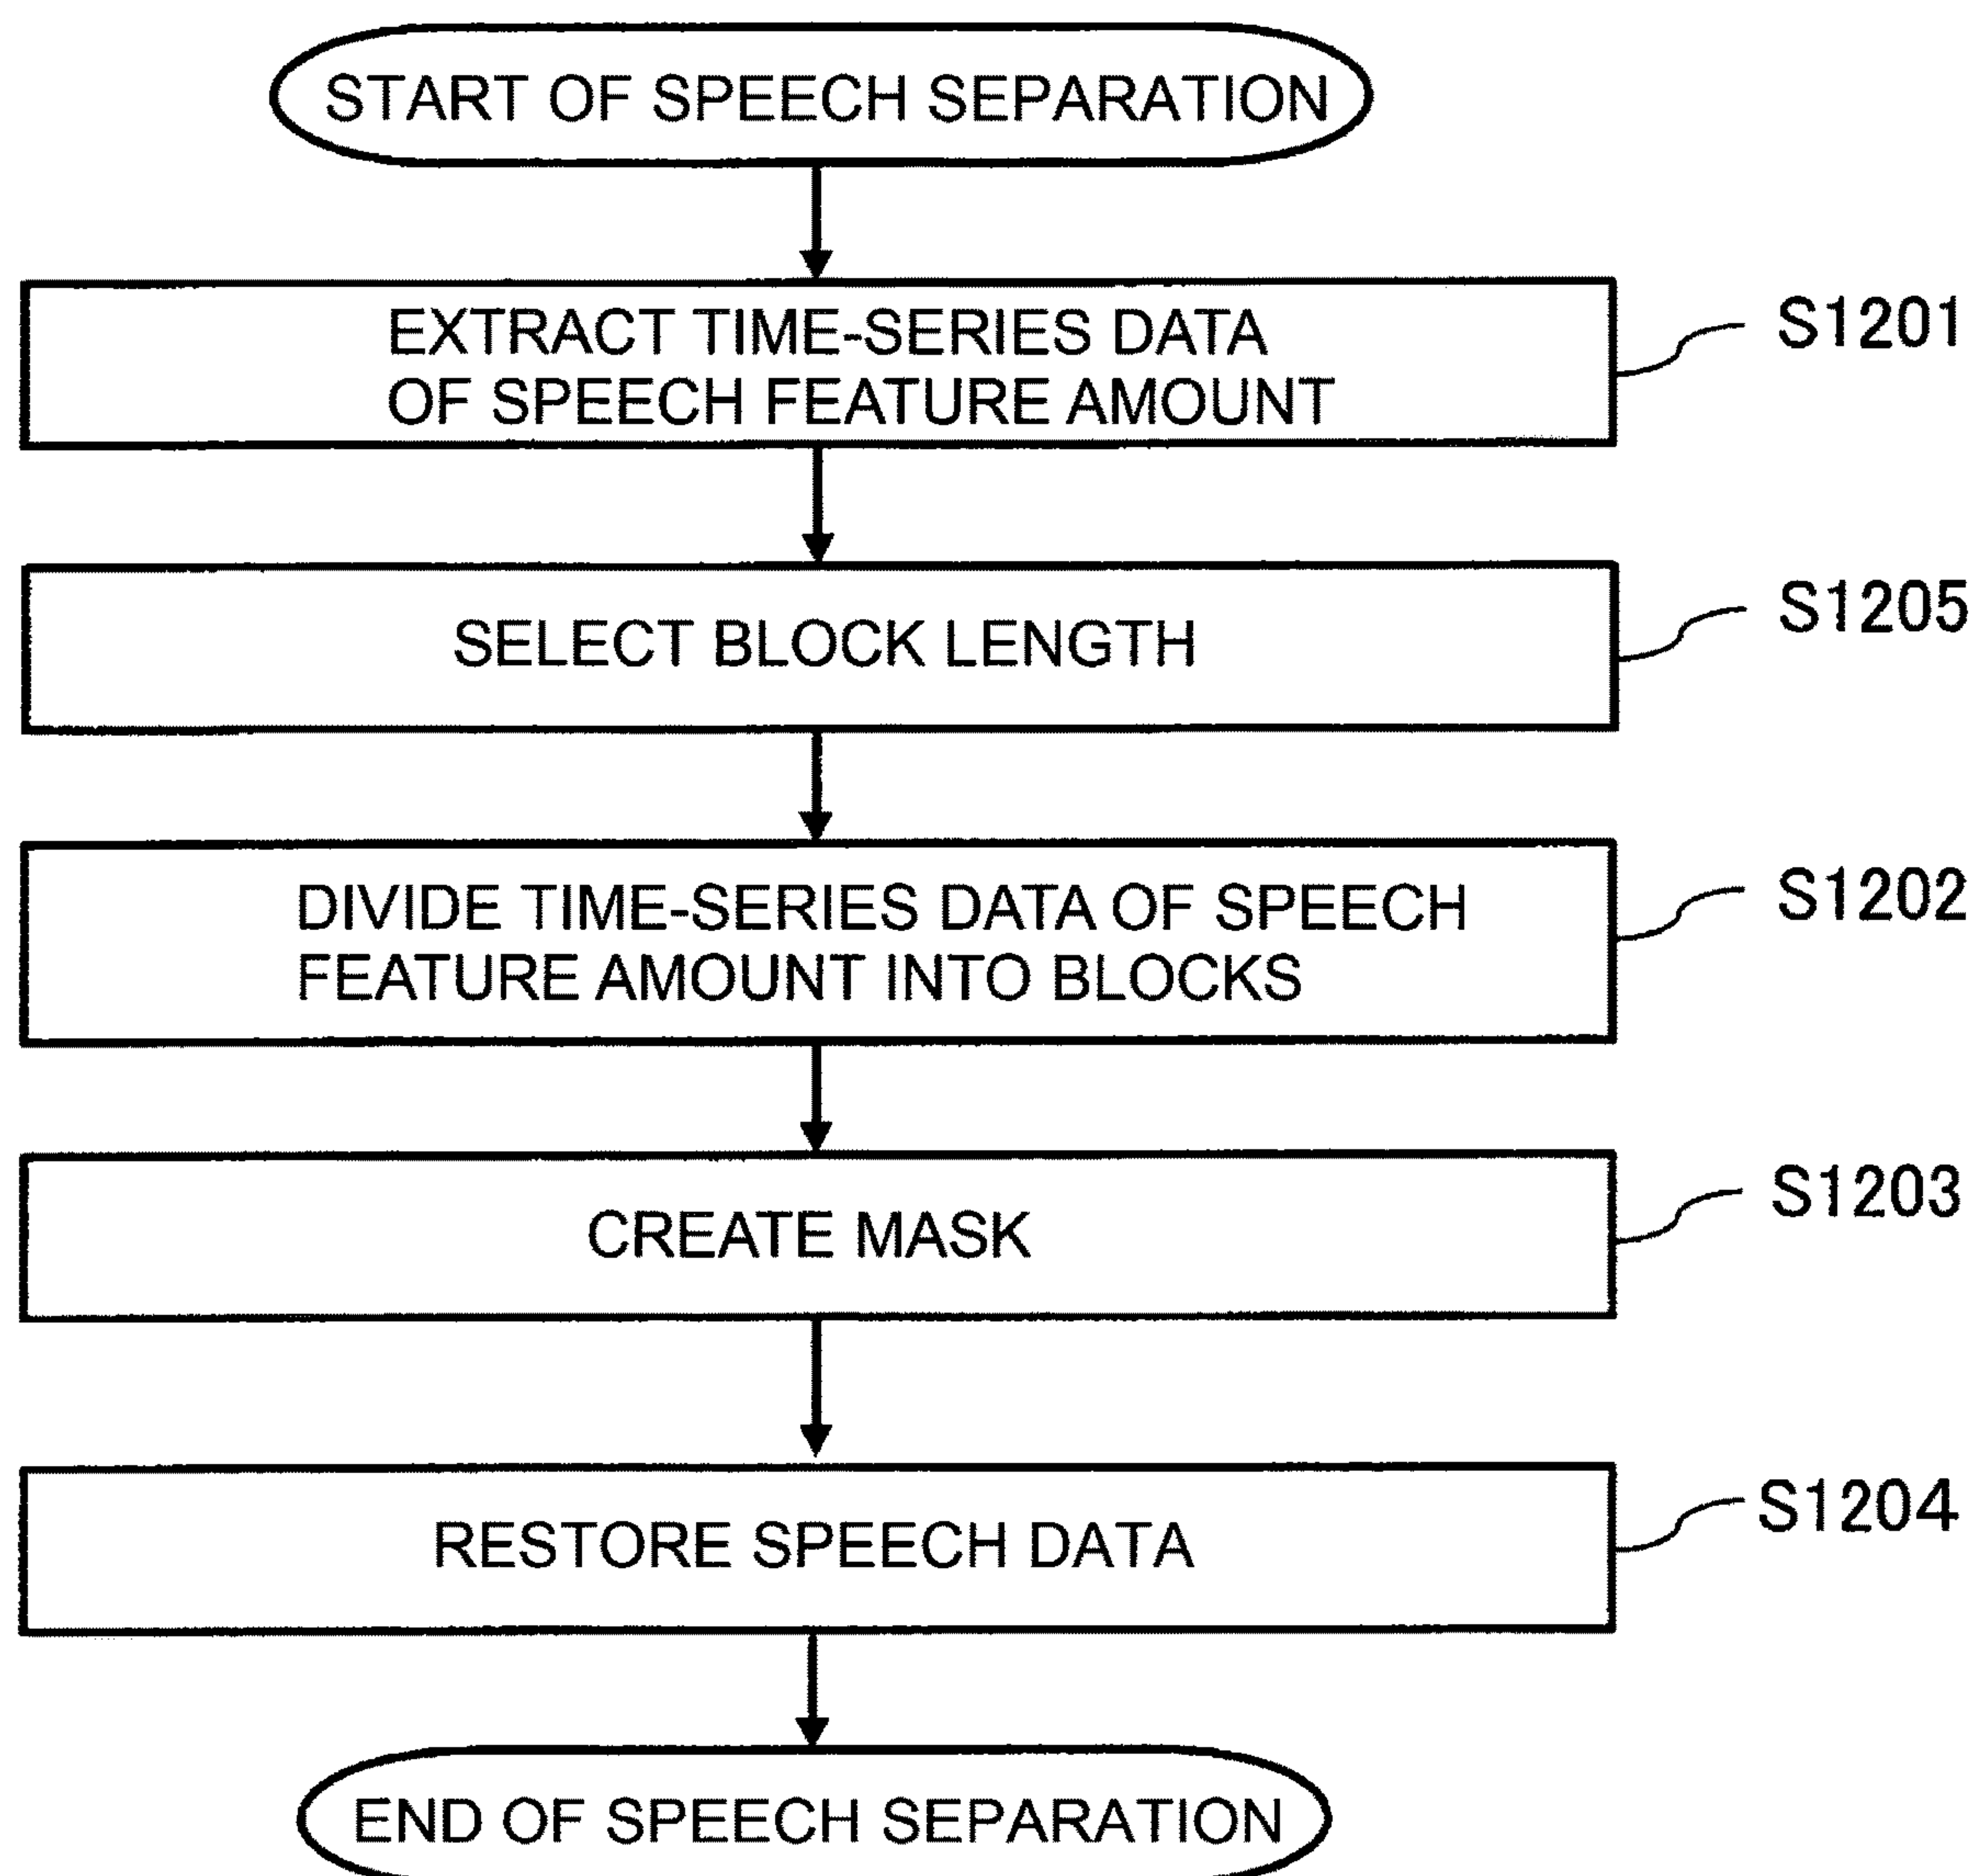 START OF SPEECH SEPARATION
EXTRACT TIME-SERIES DATA
OF SPEECH FEATURE AMOUNT
S1201
SELECT BLOCK LENGTH
S1205
DIVIDE TIME-SERIES DATA OF SPEECH
FEATURE AMOUNT INTO BLOCKS
S1202
CREATE MASK
S1203
RESTORE SPEECH DATA
S1204
END OF SPEECH SEPARATION